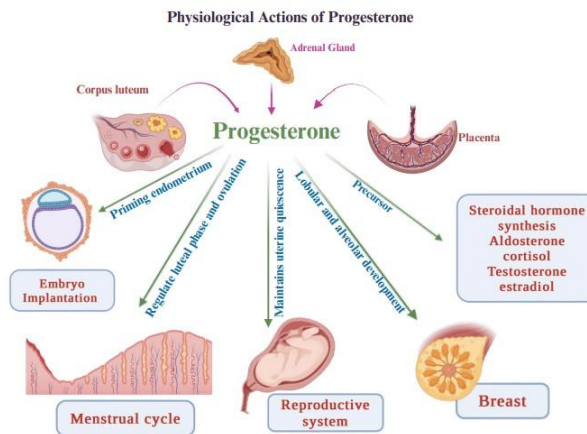 Physiological Actions of Progesterone
Adrenal Gland
Corpus luteum
Progesterone
Placenta
Priming endometrium
Regulate luteal phase and ovulation
Maintains uterine quiescence
Lobular and alveolar development
Precursor
Embryo
Implantation
Steroidal hormone
synthesis
Aldosterone
cortisol
Testosterone
estradiol
Menstrual cycle
Reproductive
system
Breast